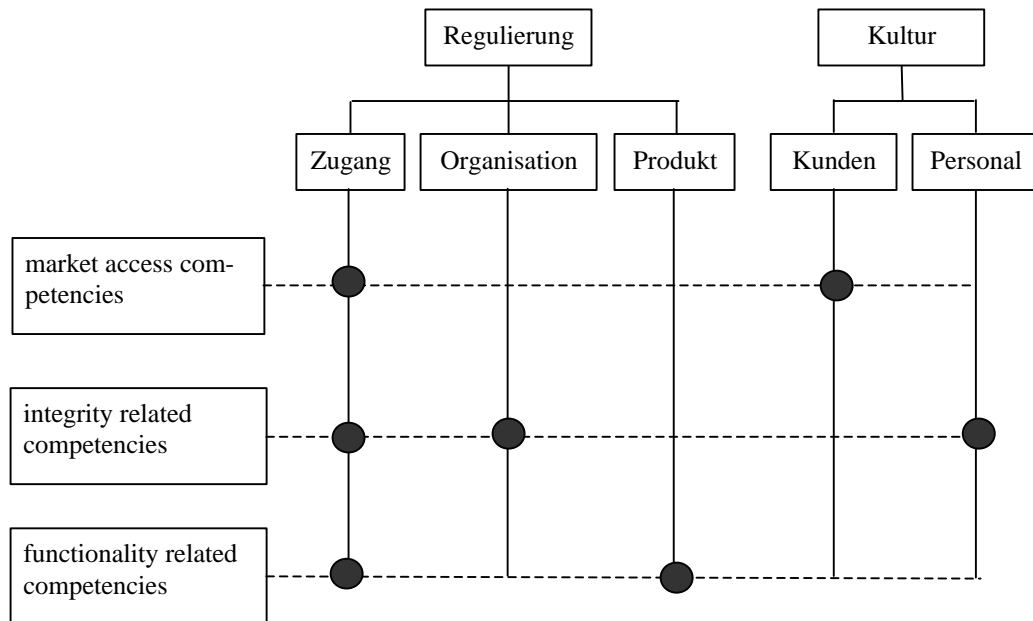 Regulierung
Kultur
Zugang
Organisation
Produkt
Kunden
Personal
market access com-
petencies
integrity related
competencies
functionality related
competencies